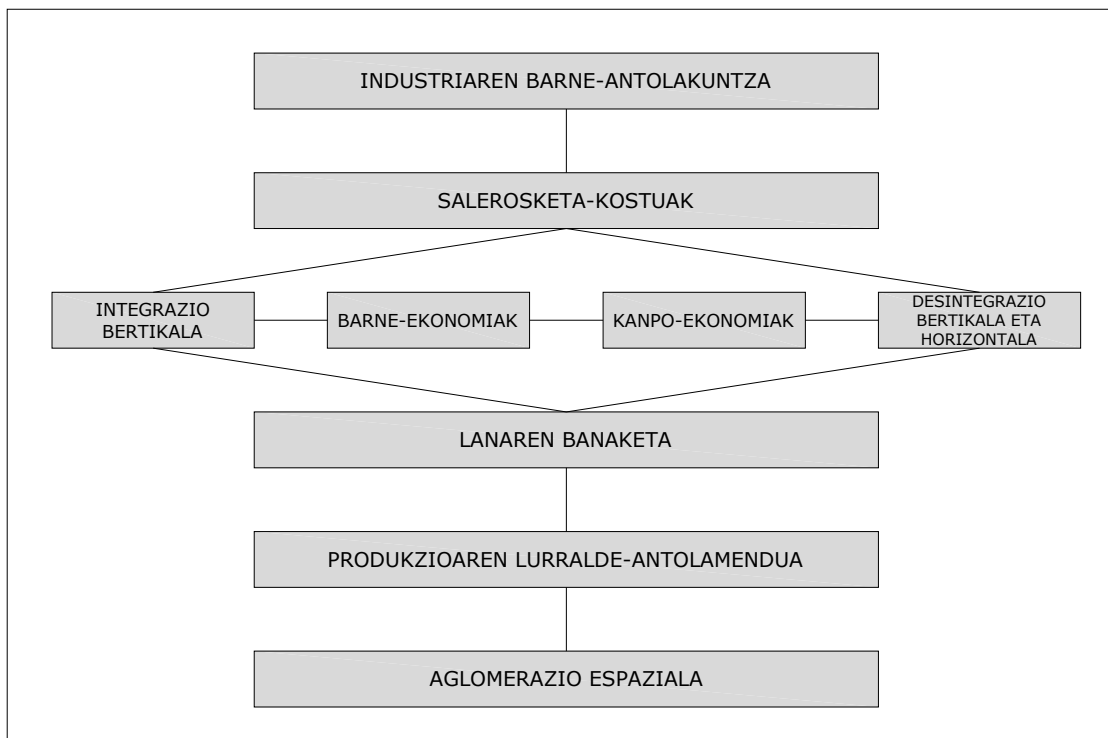 INDUSTRIAREN BARNE-ANTOLAKUNTZA
SALEROSKETA-KOSTUAK
INTEGRAZIO
BERTIKALA
BARNE-EKONOMIAK
KANPO-EKONOMIAK
DESINTEGRAZIO
BERTIKALA ETA
HORIZONTALA
LANAREN BANAKETA
PRODUKZIOAREN LURRALDE-ANTOLAMENDUA
AGLOMERAZIO ESPAZIALA